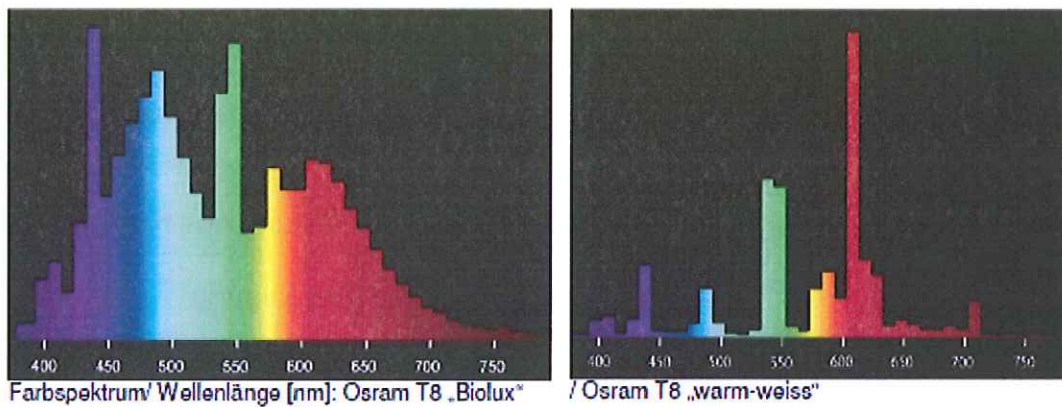 400 450 500 550 600 650 700 750
400 450 500 550 600 650 700 750
Farbspektrum/ Wellenlänge [nm]: Osram T8 „Biolux“
/ Osram T8 „warm-weiss“